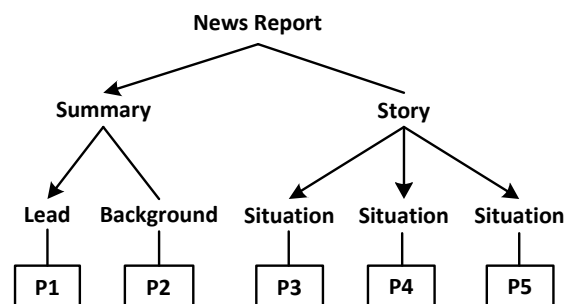 News Report
Summary Story
Lead Background Situation Situation Situation
P1 P2 P3 P4 P5